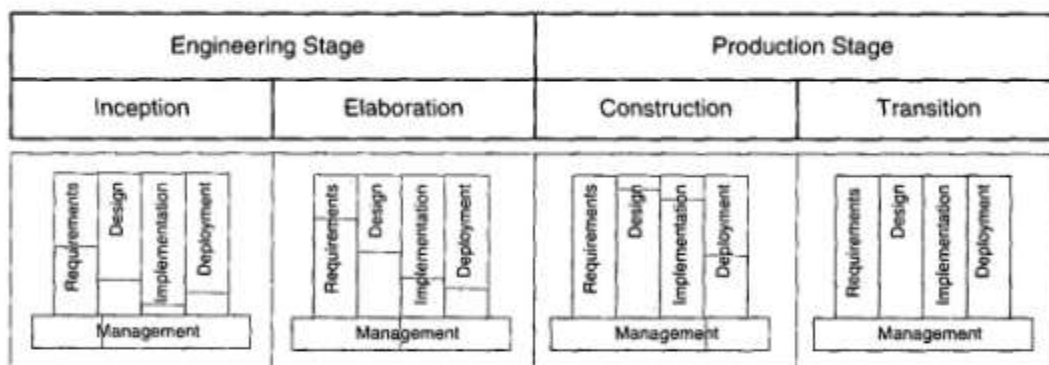 Engineering Stage Production Stage
Inception Elaboration Construction Transition
Requirements Design Implementation Deployment
Management
Requirements Design Implementation Deployment
Management
Requirements Design Implementation Deployment
Management
Requirements Design Implementation Deployment
Management